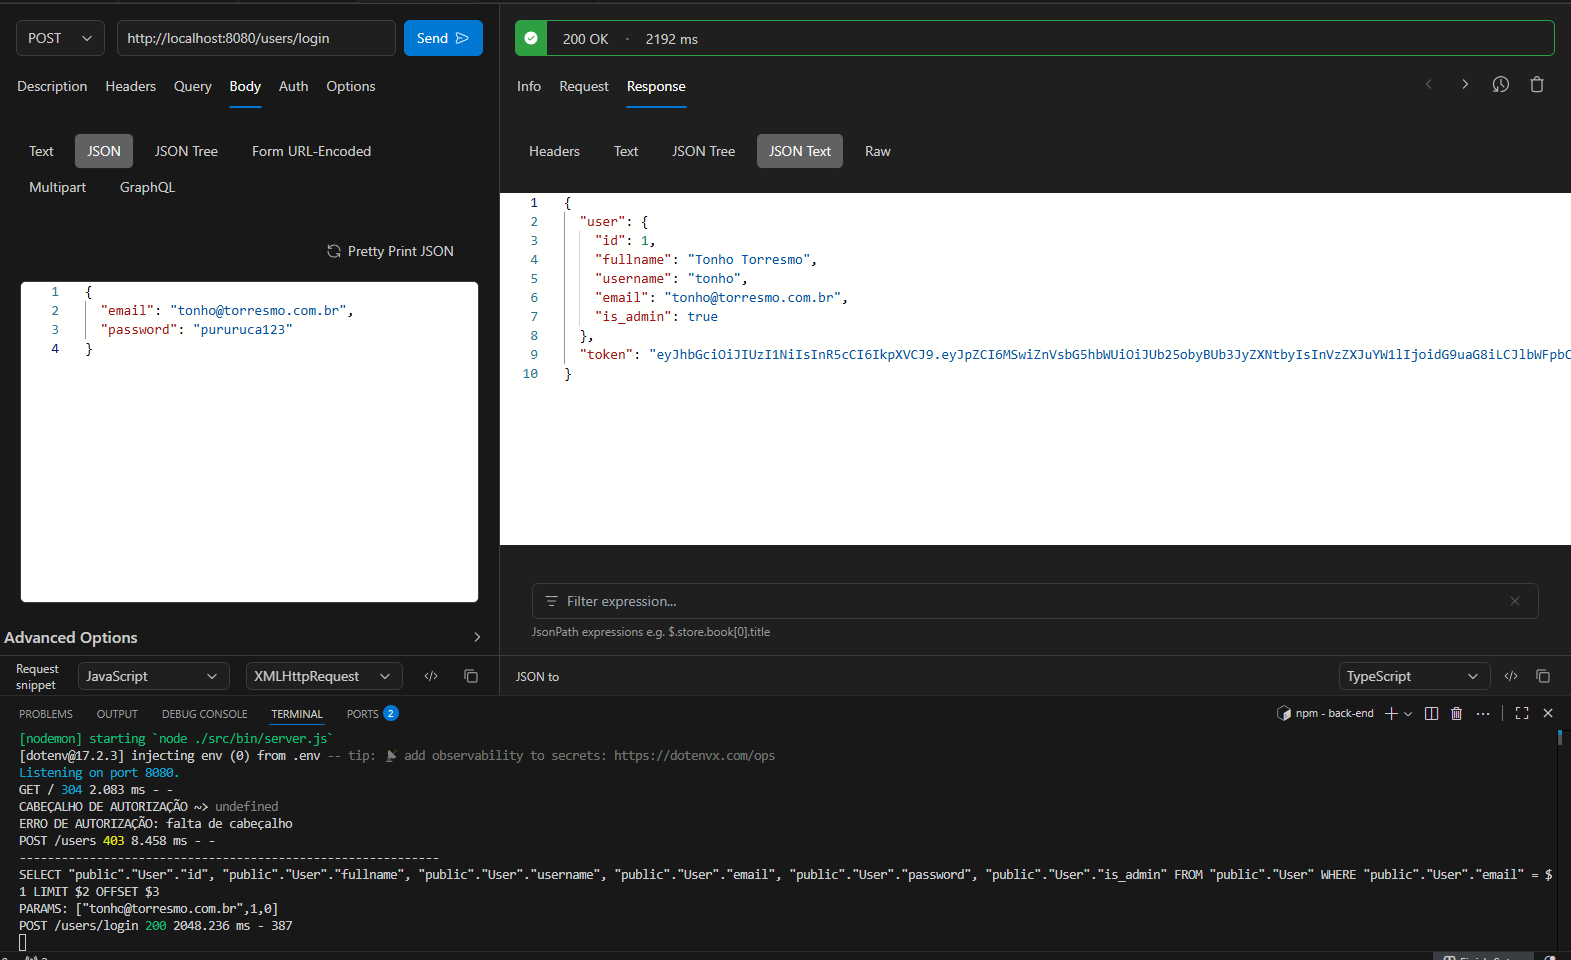 POST
http://localhost:8080/users/login
Send
Description Headers Query Body Auth Options
Text JSON JSON Tree Form URL-Encoded
Multipart GraphQL
Pretty Print JSON
1 {
2 "email": "tonho@torresmo.com.br",
3 "password": "pururuca123"
4 }
Advanced Options
Request snippet
JavaScript
XMLHttpRequest
200 OK · 2192 ms
Info Request Response
Headers Text JSON Tree JSON Text Raw
1 {
2 "user": {
3 "id": 1,
4 "fullname": "Tonho Torresmo",
5 "username": "tonho",
6 "email": "tonho@torresmo.com.br",
7 "is_admin": true
8 },
9 "token": "eyJhbGciOiJIUzI1NiIsInR5cCI6IkpXVCJ9.eyJpZCI6MSwiZnVsbG5hbWUiOiJUb25obyBUb3JyZXNtbyIsInVzZXJuYW1lIjoidG9uaG8iLCJlbWFpbC
10 }
Filter expression...
JsonPath expressions e.g. $.store.book[0].title
JSON to
TypeScript
PROBLEMS OUTPUT DEBUG CONSOLE TERMINAL PORTS 2
npm - back-end
[nodemon] starting `node ./src/bin/server.js`
[dotenv@17.2.3] injecting env (0) from .env -- tip: 📡 add observability to secrets: https://dotenvx.com/ops
Listening on port 8080.
GET / 304 2.083 ms - -
CABEÇALHO DE AUTORIZAÇÃO ~> undefined
ERRO DE AUTORIZAÇÃO: falta de cabeçalho
POST /users 403 8.458 ms - -
------------------------------------------------------------
SELECT "public"."User"."id", "public"."User"."fullname", "public"."User"."username", "public"."User"."email", "public"."User"."password", "public"."User"."is_admin" FROM "public"."User" WHERE "public"."User"."email" = $
1 LIMIT $2 OFFSET $3
PARAMS: ["tonho@torresmo.com.br",1,0]
POST /users/login 200 2048.236 ms - 387